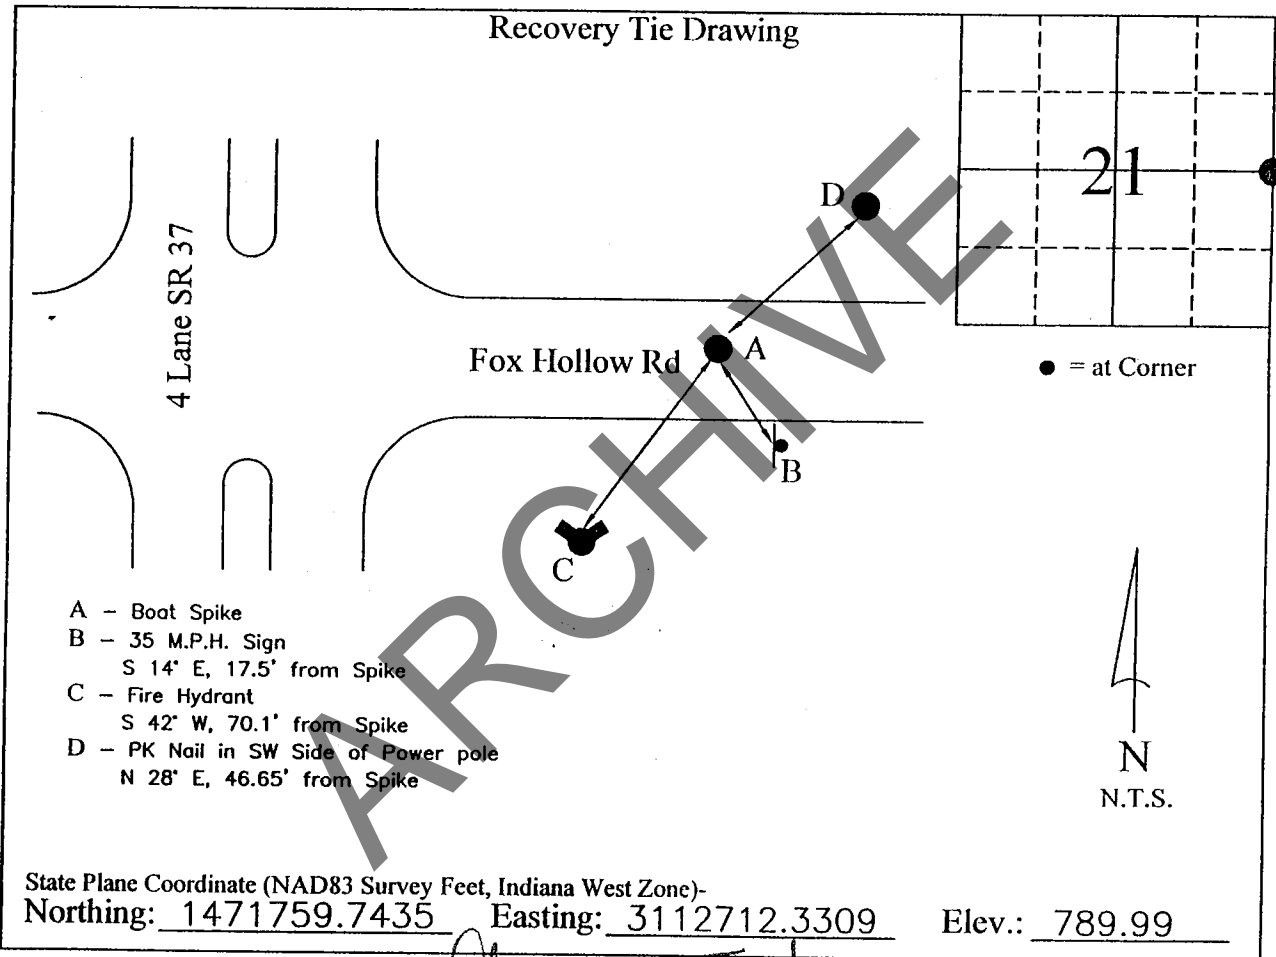 Recovery Tie Drawing
21
4 Lane SR 37
D
Fox Hollow Rd
A
● = at Corner
B
C
A – Boat Spike
B – 35 M.P.H. Sign
S 14° E, 17.5' from Spike
C – Fire Hydrant
S 42° W, 70.1' from Spike
D – PK Nail in SW Side of Power pole
N 28° E, 46.65' from Spike
N
N.T.S.
ARCHIVE
State Plane Coordinate (NAD83 Survey Feet, Indiana West Zone)-
Northing: 1471759.7435 Easting: 3112712.3309 Elev.: 789.99